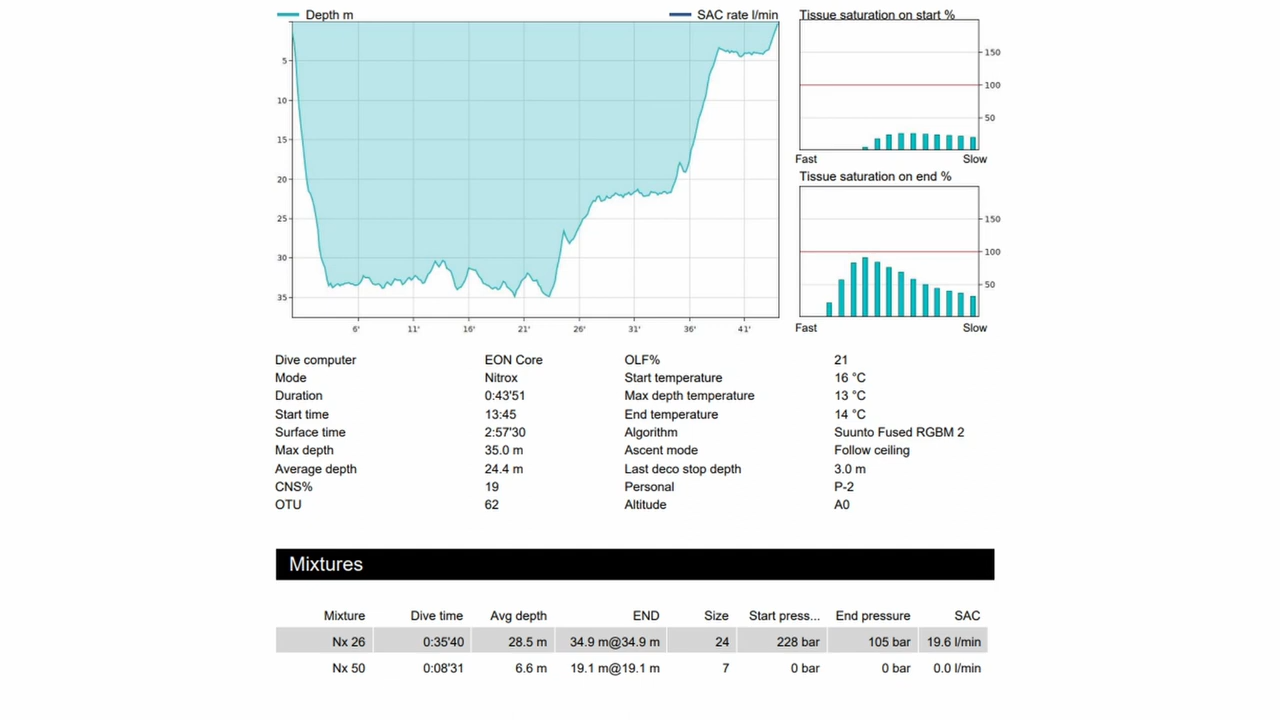 Depth m
SAC rate l/min
5
10
15
20
25
30
35
6'
11'
16'
21'
26'
31'
36'
41'
Tissue saturation on start %
150
100
50
Fast
Slow
Tissue saturation on end %
150
100
50
Fast
Slow
Dive computer EON Core
Mode Nitrox
Duration 0:43'51
Start time 13:45
Surface time 2:57'30
Max depth 35.0 m
Average depth 24.4 m
CNS% 19
OTU 62
OLF% 21
Start temperature 16 °C
Max depth temperature 13 °C
End temperature 14 °C
Algorithm Suunto Fused RGBM 2
Ascent mode Follow ceiling
Last deco stop depth 3.0 m
Personal P-2
Altitude A0
Mixtures
Mixture Dive time Avg depth END Size Start press... End pressure SAC
Nx 26 0:35'40 28.5 m 34.9 m@34.9 m 24 228 bar 105 bar 19.6 l/min
Nx 50 0:08'31 6.6 m 19.1 m@19.1 m 7 0 bar 0 bar 0.0 l/min